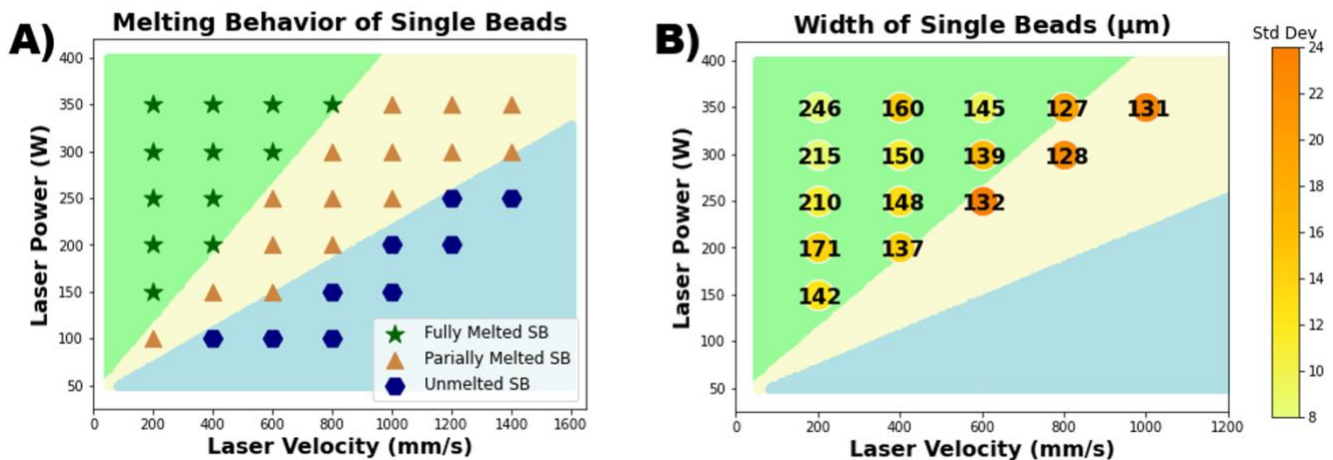 A)
Melting Behavior of Single Beads
Laser Power (W)
400
350
300
250
200
150
100
50
Fully Melted SB
Parially Melted SB
Unmelted SB
0 200 400 600 800 1000 1200 1400 1600
Laser Velocity (mm/s)
B)
Width of Single Beads (µm)
Laser Power (W)
400
350
300
250
200
150
100
50
246 160 145 127 131
215 150 139 128
210 148 132
171 137
142
0 200 400 600 800 1000 1200
Laser Velocity (mm/s)
Std Dev
24
22
20
18
16
14
12
10
8